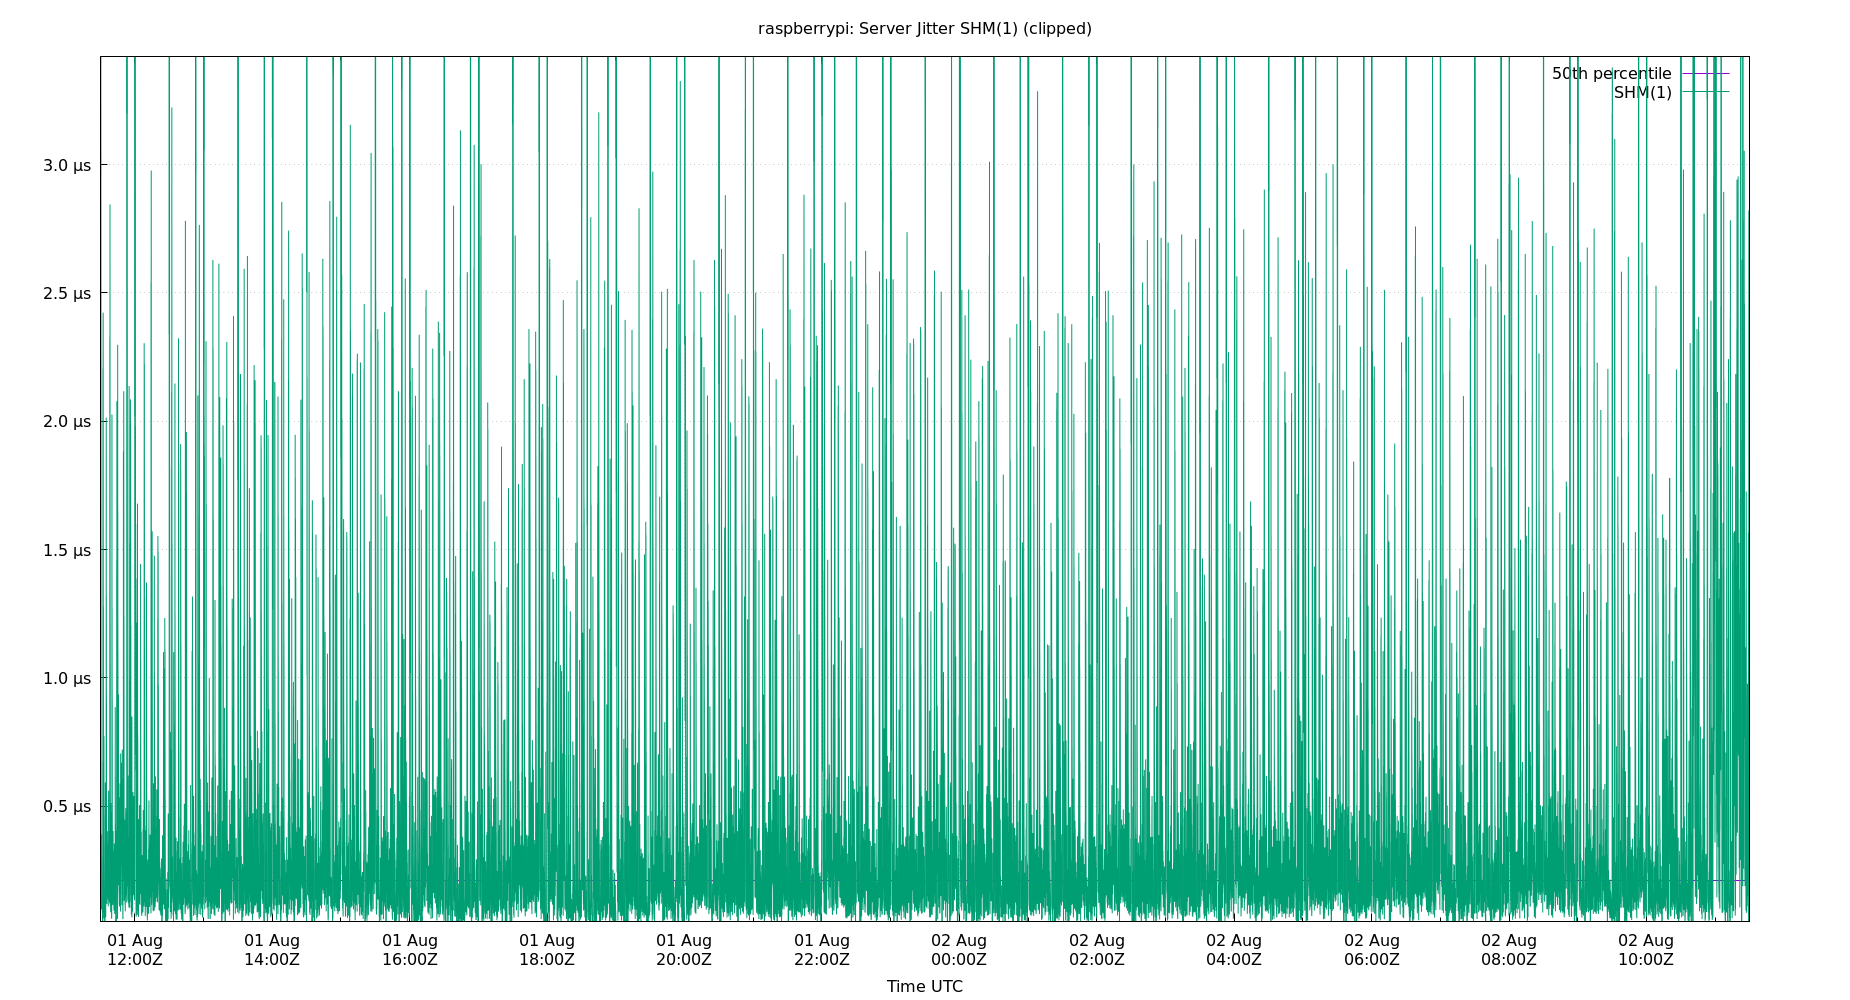 raspberrypi: Server Jitter SHM(1) (clipped)
50th percentile
SHM(1)
3.0 µs
2.5 µs
2.0 µs
1.5 µs
1.0 µs
0.5 µs
01 Aug 01 Aug 01 Aug 01 Aug 01 Aug 01 Aug 02 Aug 02 Aug 02 Aug 02 Aug 02 Aug 02 Aug
12:00Z 14:00Z 16:00Z 18:00Z 20:00Z 22:00Z 00:00Z 02:00Z 04:00Z 06:00Z 08:00Z 10:00Z
Time UTC